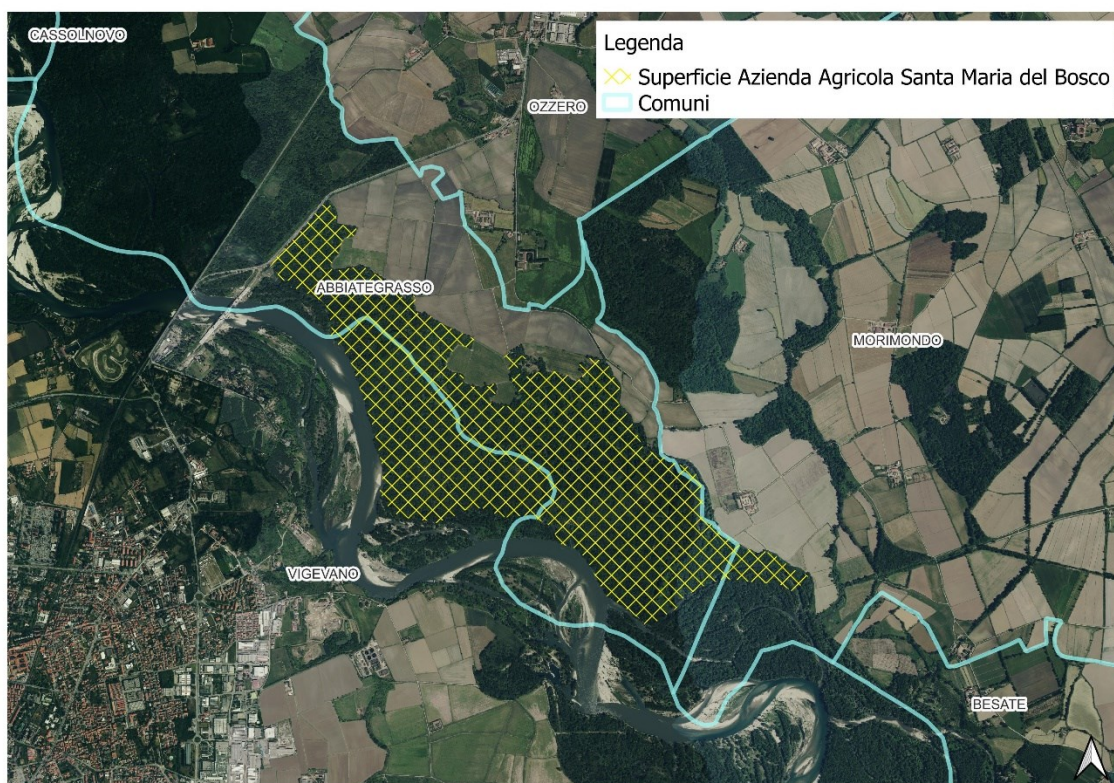 CASSOLNOVO
Legenda
Superficie Azienda Agricola Santa Maria del Bosco
Comuni
OZZERO
ABBIATEGRASSO
MORIMONDO
VIGEVANO
BESATE